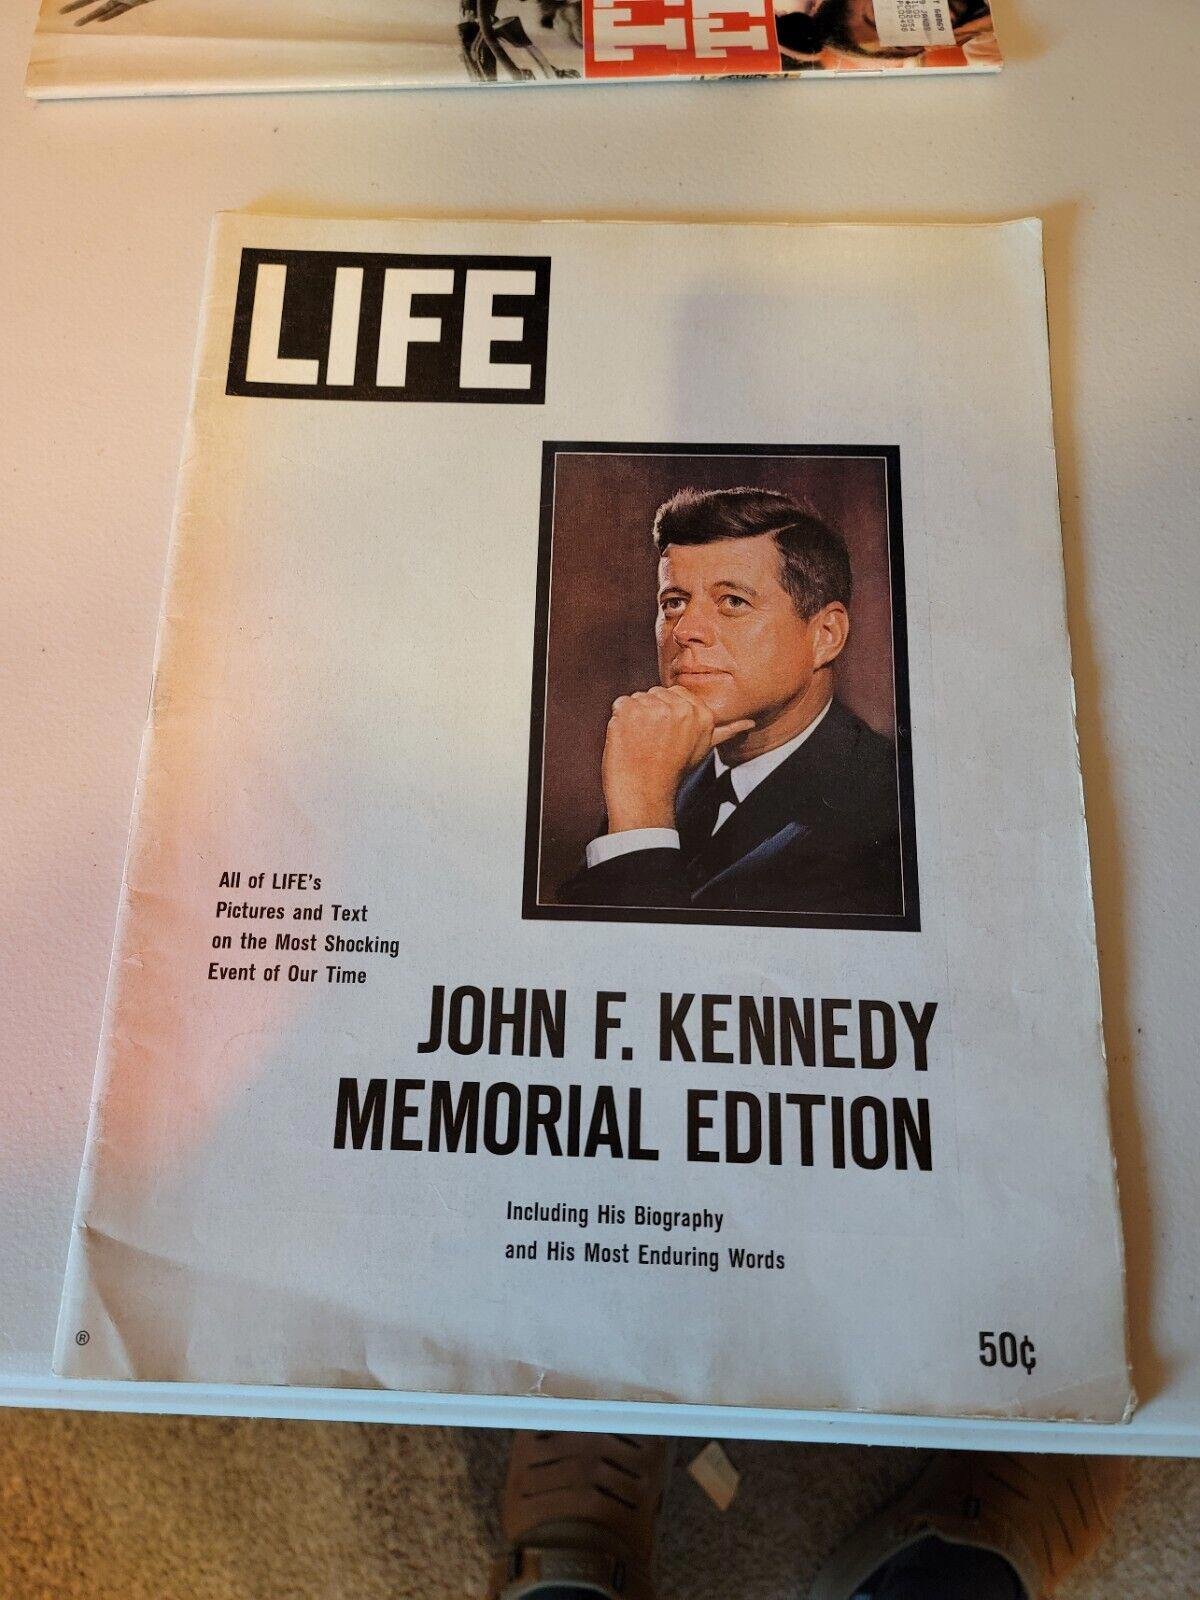 LIFE
All of LIFE's
Pictures and Text
on the Most Shocking
Event of Our Time
JOHN F. KENNEDY
MEMORIAL EDITION
Including His Biography
and His Most Enduring Words
®
50¢